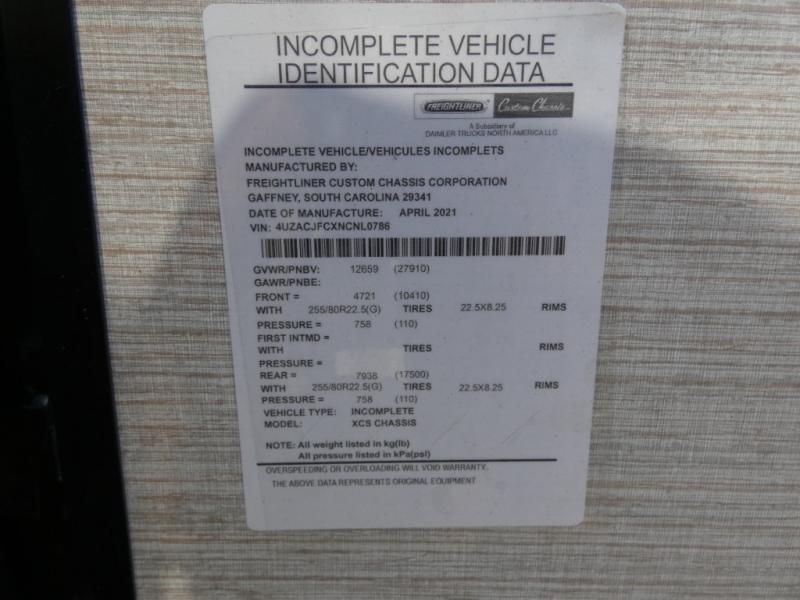 INCOMPLETE VEHICLE
IDENTIFICATION DATA
FREIGHTLINER Custom Chassis
A Subsidiary of
DAIMLER TRUCKS NORTH AMERICA LLC
INCOMPLETE VEHICLE/VEHICULES INCOMPLETS
MANUFACTURED BY:
FREIGHTLINER CUSTOM CHASSIS CORPORATION
GAFFNEY, SOUTH CAROLINA 29341
DATE OF MANUFACTURE: APRIL 2021
VIN: 4UZACJFCXNCNL0786
GVWR/PNBV: 12659 (27910)
GAWR/PNBE:
FRONT = 4721 (10410)
WITH 255/80R22.5(G) TIRES 22.5X8.25 RIMS
PRESSURE = 758 (110)
FIRST INTMD =
WITH TIRES RIMS
PRESSURE =
REAR = 7938 (17500)
WITH 255/80R22.5(G) TIRES 22.5X8.25 RIMS
PRESSURE = 758 (110)
VEHICLE TYPE: INCOMPLETE
MODEL: XCS CHASSIS
NOTE: All weight listed in kg(lb)
All pressure listed in kPa(psi)
OVERSPEEDING OR OVERLOADING WILL VOID WARRANTY.
THE ABOVE DATA REPRESENTS ORIGINAL EQUIPMENT